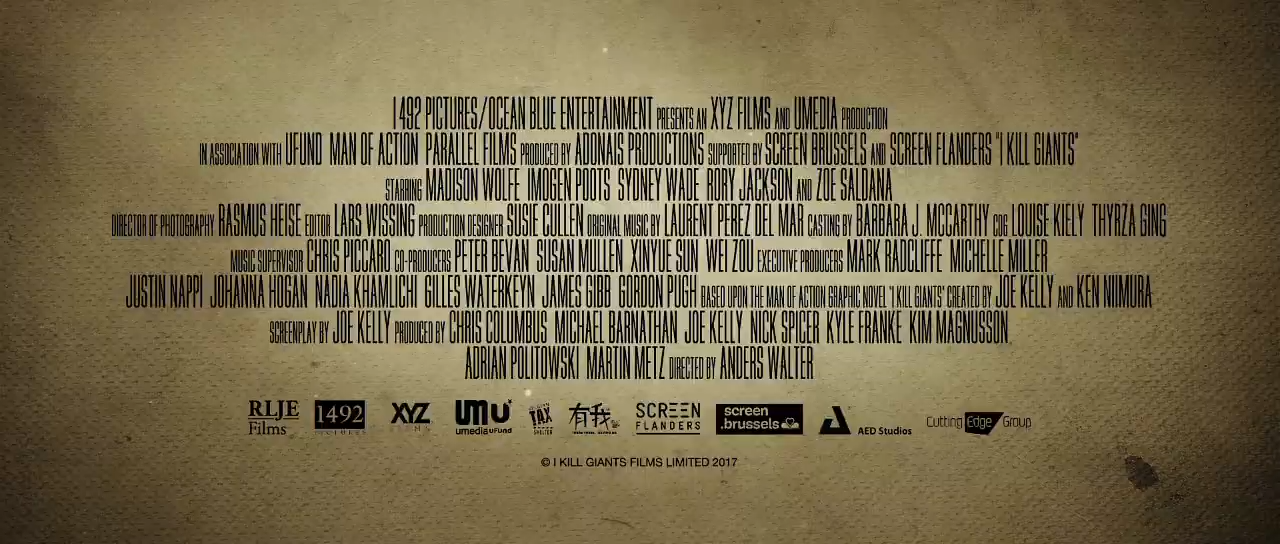 1492 PICTURES/OCEAN BLUE ENTERTAINMENT PRESENTS AN XYZ FILMS AND UMEDIA PRODUCTION
IN ASSOCIATION WITH UFUND MAN OF ACTION PARALLEL FILMS PRODUCED BY ADONAIS PRODUCTIONS SUPPORTED BY SCREEN BRUSSELS AND SCREEN FLANDERS "I KILL GIANTS"
STARRING MADISON WOLFE IMOGEN POOTS SYDNEY WADE RORY JACKSON AND ZOE SALDANA
DIRECTOR OF PHOTOGRAPHY RASMUS HEISE EDITOR LARS WISSING PRODUCTION DESIGNER SUSIE CULLEN ORIGINAL MUSIC BY LAURENT PEREZ DEL MAR CASTING BY BARBARA J. MCCARTHY CDG LOUISE KIELY THYRZA GING
MUSIC SUPERVISOR CHRIS PICCARO CO-PRODUCERS PETER BEVAN SUSAN MULLEN XINYUE SUN WEI ZOU EXECUTIVE PRODUCERS MARK RADCLIFFE MICHELLE MILLER
JUSTIN NAPPI JOHANNA HOGAN NADIA KHAMLICHI GILLES WATERKEYN JAMES GIBB GORDON PUGH BASED UPON THE MAN OF ACTION GRAPHIC NOVEL "I KILL GIANTS" CREATED BY JOE KELLY AND KEN NIIMURA
SCREENPLAY BY JOE KELLY PRODUCED BY CHRIS COLUMBUS MICHAEL BARNATHAN JOE KELLY NICK SPICER KYLE FRANKE KIM MAGNUSSON
ADRIAN POLITOWSKI MARTIN METZ DIRECTED BY ANDERS WALTER
RLJE Films 1492 PICTURES XYZ FILMS UMU umedia uFund TAX SHELTER 有我 SCREEN FLANDERS screen .brussels AED Studios Cutting Edge Group
© I KILL GIANTS FILMS LIMITED 2017